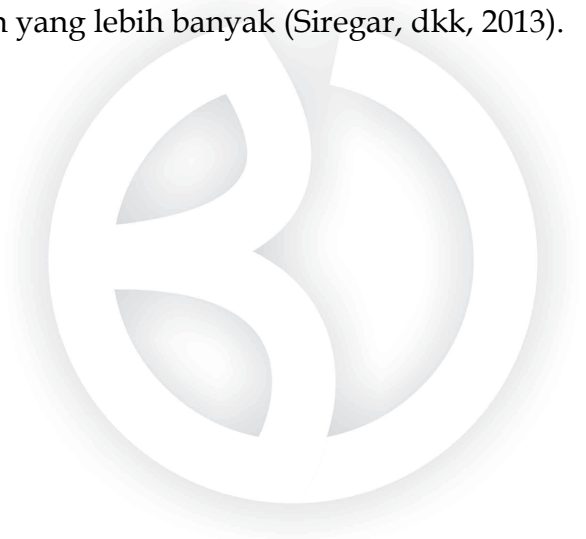 yang lebih banyak (Siregar, dkk, 2013).